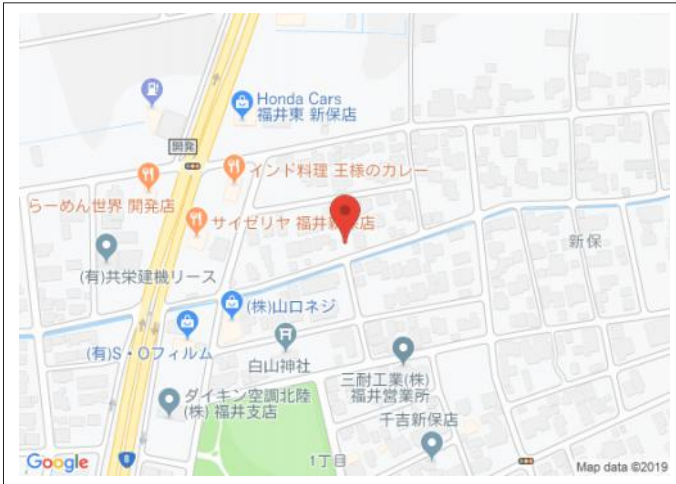 Honda Cars
福井東 新保店
開発
インド料理 王様のカレー
らーめん世界 開発店
サイゼリヤ 福井新保店
新保
(有)共栄建機リース
(株)山口ネジ
(有)S・Oフィルム
白山神社
三耐工業(株)
福井営業所
ダイキン空調北陸
(株) 福井支店
千吉新保店
1丁目
Google
8
Map data ©2019